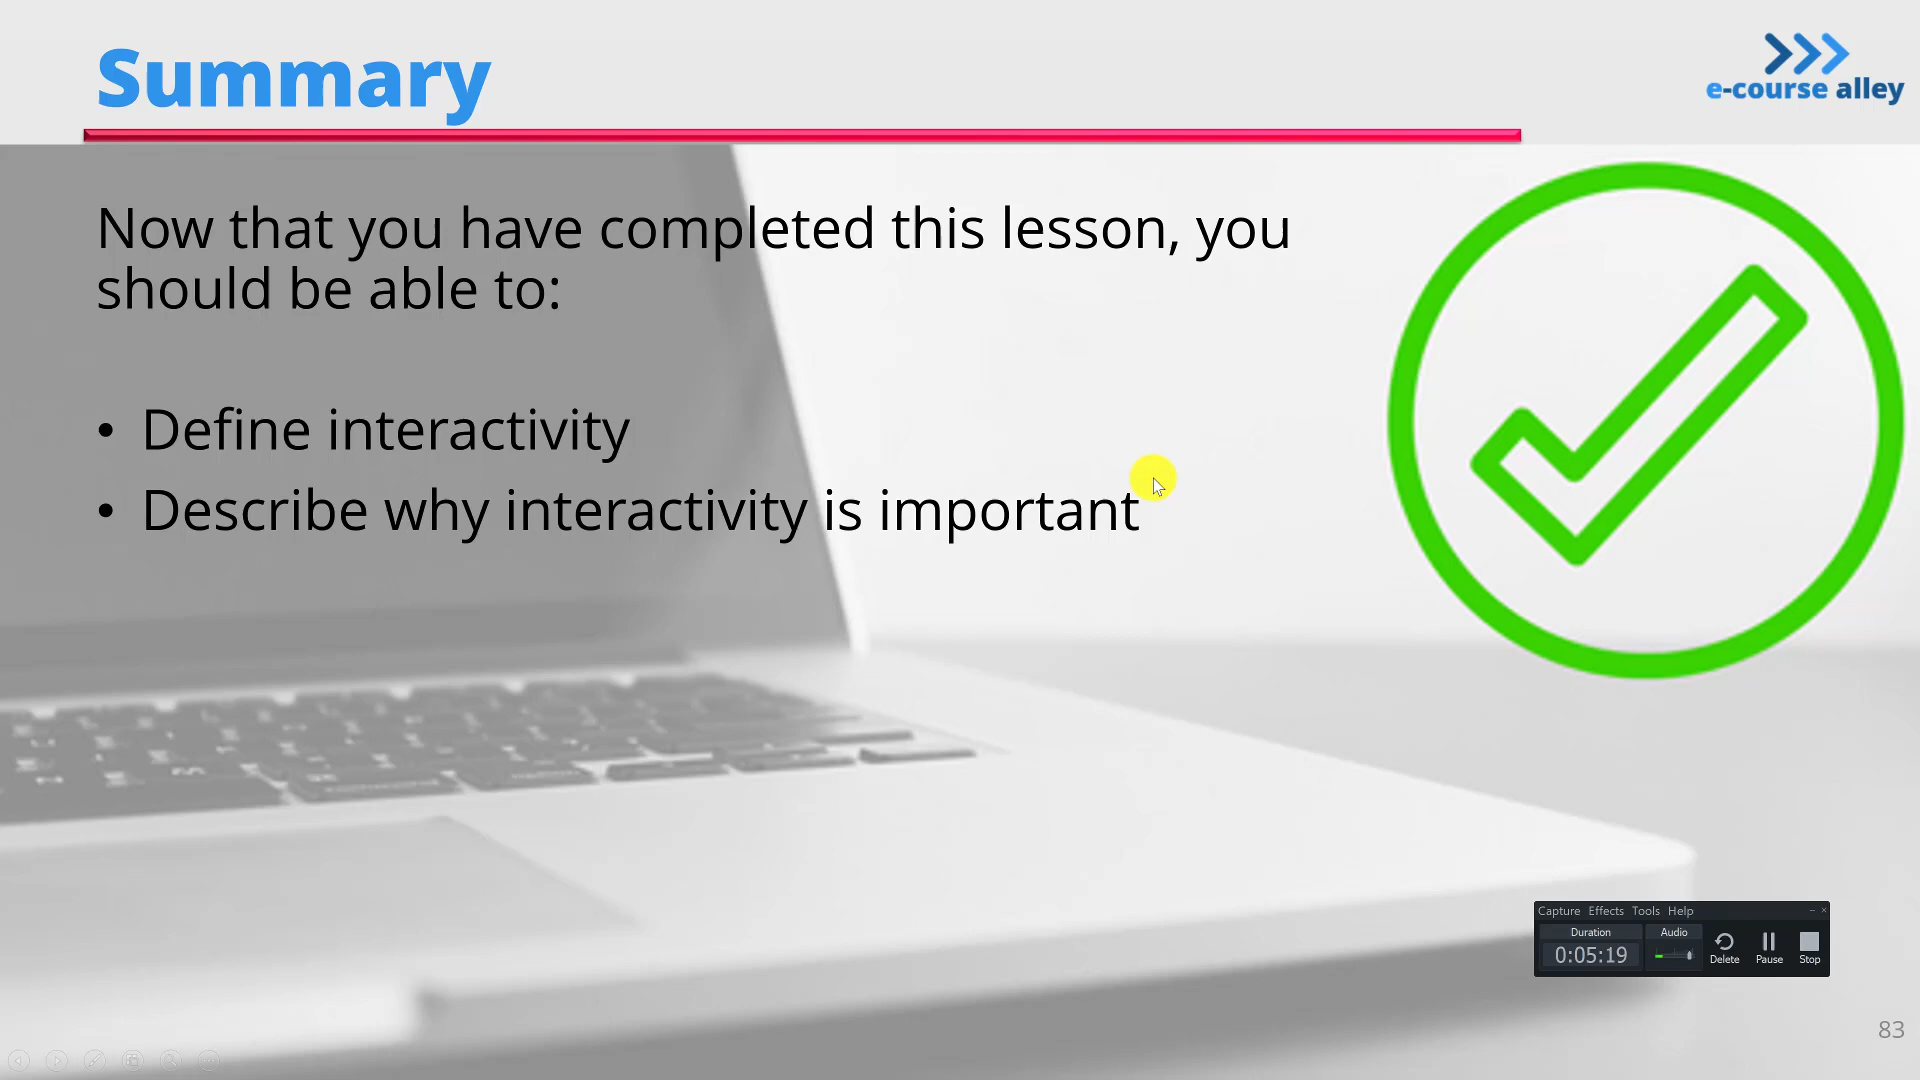 Summary
e-course alley
Now that you have completed this lesson, you
should be able to:
• Define interactivity
• Describe why interactivity is important
Capture Effects Tools Help
Duration
Audio
0:05:19
Delete
Pause
Stop
83